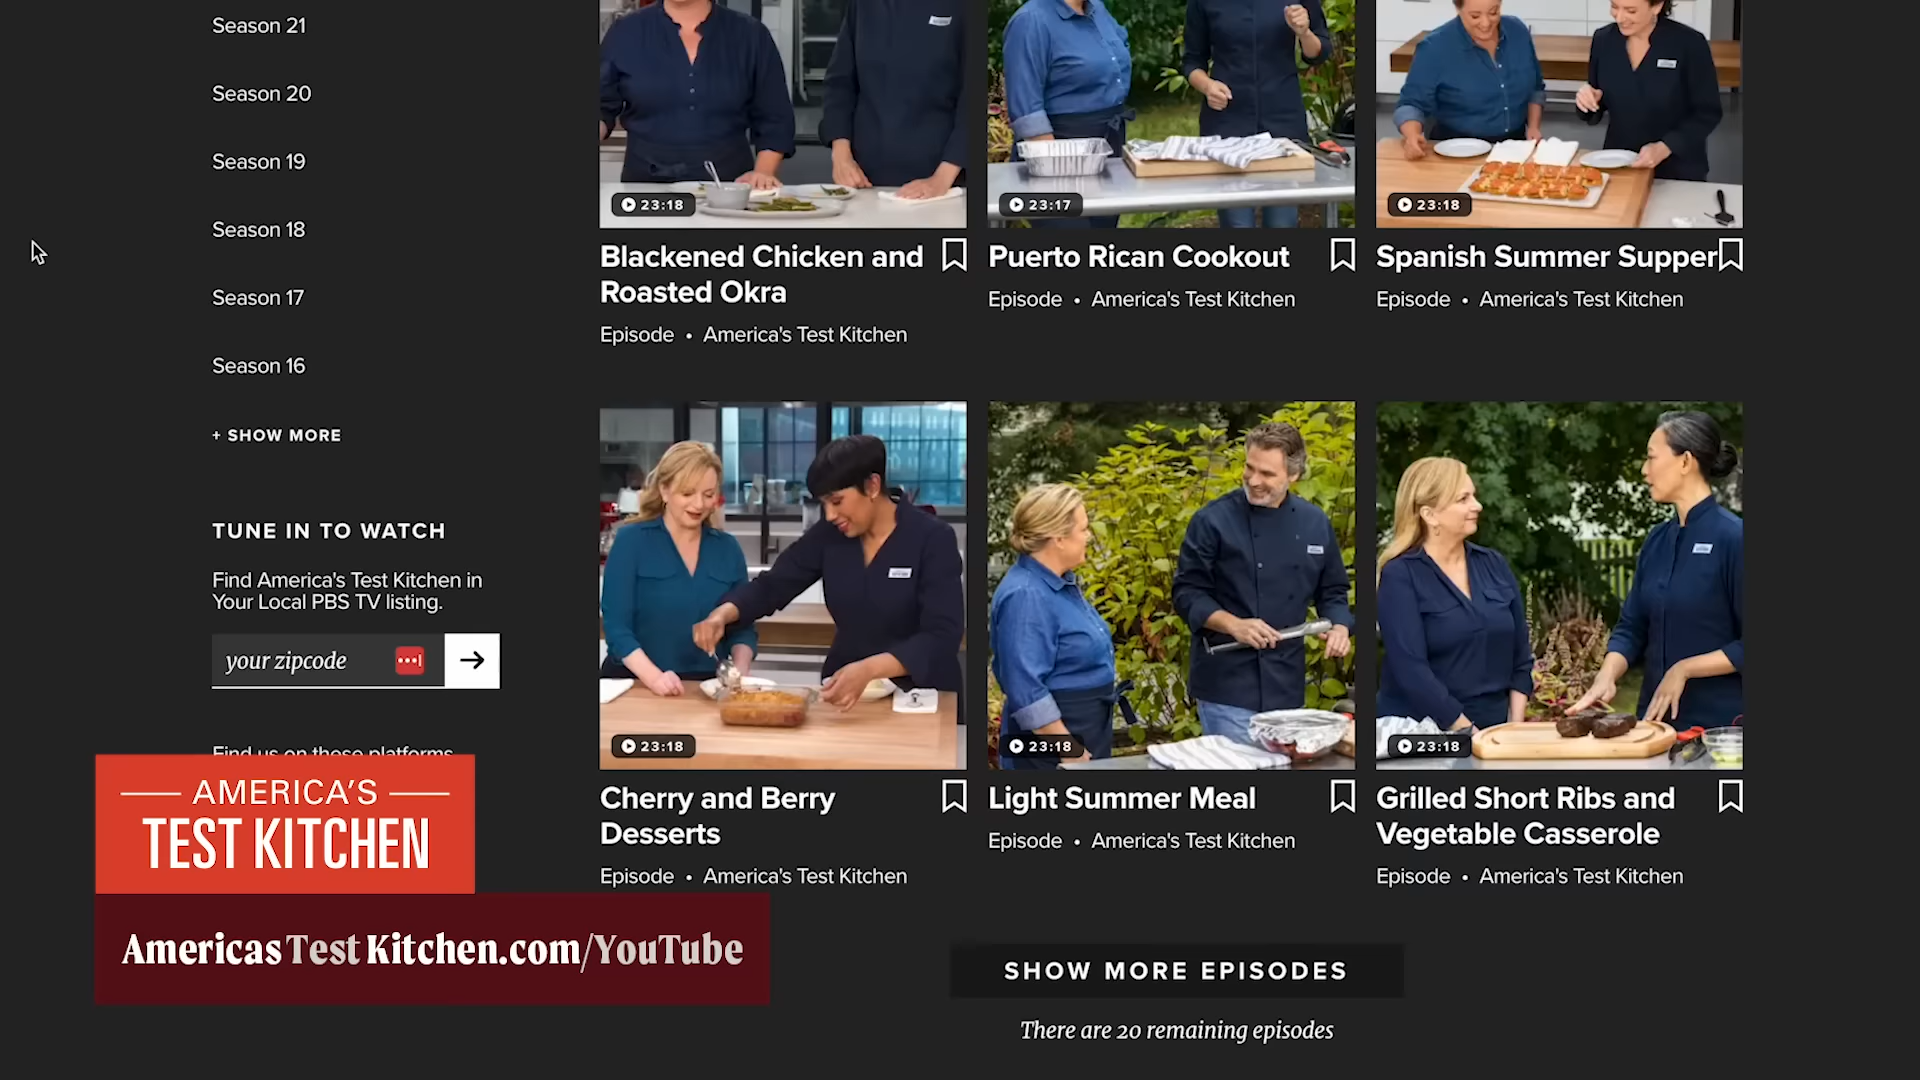 Season 21
Season 20
Season 19
Season 18
Season 17
Season 16
+ SHOW MORE
TUNE IN TO WATCH
Find America's Test Kitchen in
Your Local PBS TV listing.
your zipcode
Find us on these platforms
AMERICA'S
TEST KITCHEN
AmericasTestKitchen.com/YouTube
23:18
Blackened Chicken and
Roasted Okra
Episode • America's Test Kitchen
23:17
Puerto Rican Cookout
Episode • America's Test Kitchen
23:18
Spanish Summer Supper
Episode • America's Test Kitchen
23:18
Cherry and Berry
Desserts
Episode • America's Test Kitchen
23:18
Light Summer Meal
Episode • America's Test Kitchen
23:18
Grilled Short Ribs and
Vegetable Casserole
Episode • America's Test Kitchen
SHOW MORE EPISODES
There are 20 remaining episodes